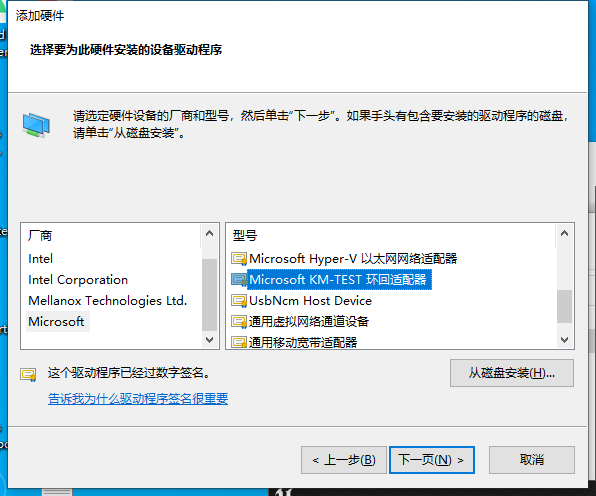 添加硬件
选择要为此硬件安装的设备驱动程序
请选定硬件设备的厂商和型号，然后单击“下一步”。如果手头有包含要安装的驱动程序的磁盘，
请单击“从磁盘安装”。
厂商
Intel
Intel Corporation
Mellanox Technologies Ltd.
Microsoft
型号
Microsoft Hyper-V 以太网网络适配器
Microsoft KM-TEST 环回适配器
UsbNcm Host Device
通用虚拟网络通道设备
通用移动宽带适配器
这个驱动程序已经过数字签名。
告诉我为什么驱动程序签名很重要
从磁盘安装(H)...
< 上一步(B)
下一页(N) >
取消